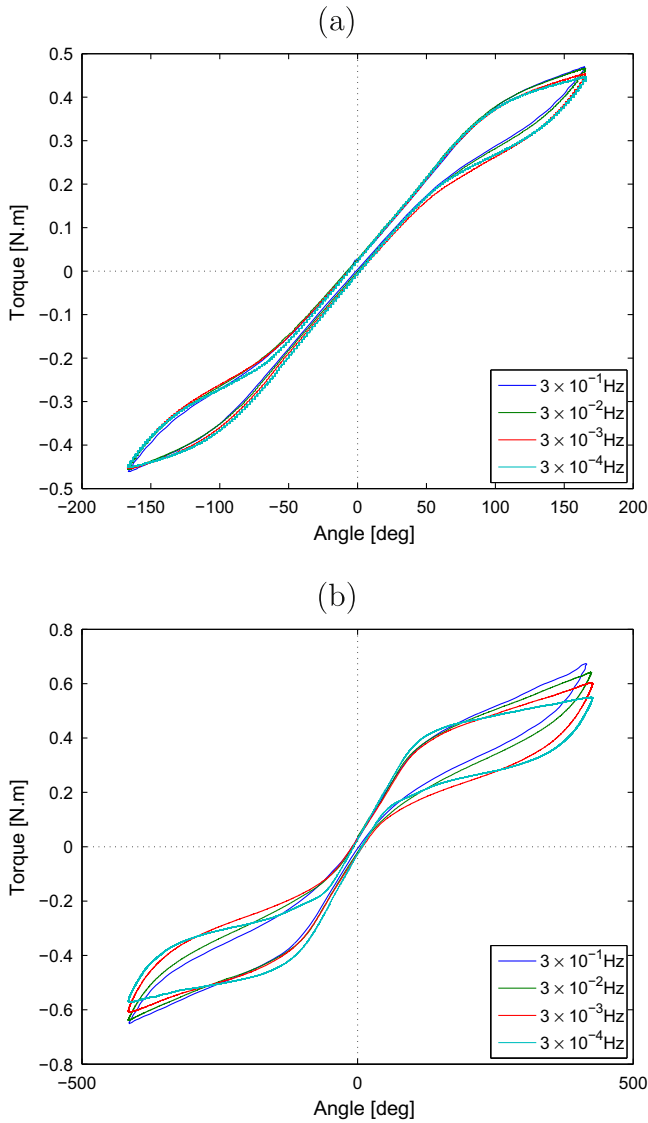 (a)
0.5
0.4
0.3
0.2
0.1
0
−0.1
−0.2
−0.3
−0.4
−0.5
Torque [N.m]
3 × 10⁻¹Hz
3 × 10⁻²Hz
3 × 10⁻³Hz
3 × 10⁻⁴Hz
−200 −150 −100 −50 0 50 100 150 200
Angle [deg]
(b)
0.8
0.6
0.4
0.2
0
−0.2
−0.4
−0.6
−0.8
Torque [N.m]
3 × 10⁻¹Hz
3 × 10⁻²Hz
3 × 10⁻³Hz
3 × 10⁻⁴Hz
−500 0 500
Angle [deg]